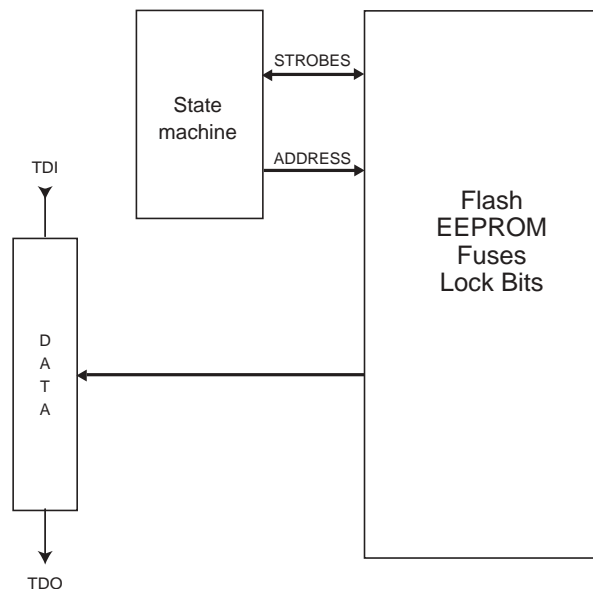 STROBES
State
machine
ADDRESS
TDI
Flash
EEPROM
Fuses
Lock Bits
D
A
T
A
TDO